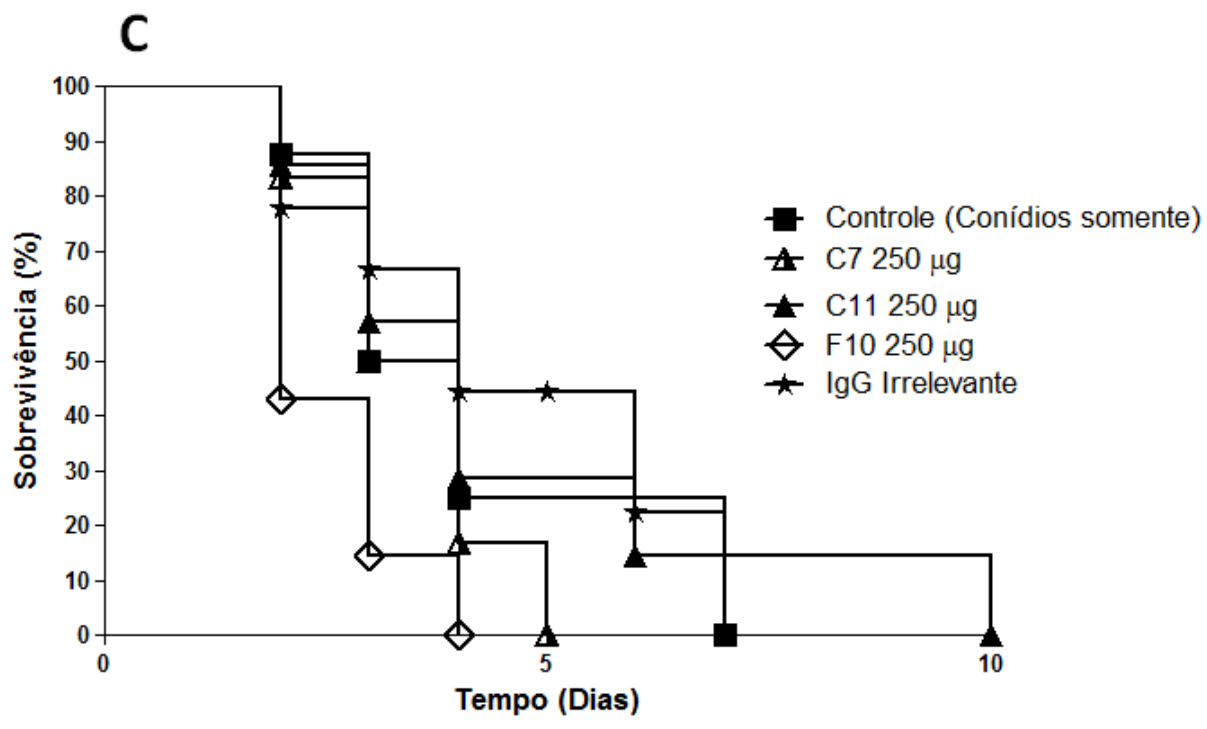 C
100
90
80
70
60
50
40
30
20
10
0
Sobrevivência (%)
0 5 10
Tempo (Dias)
Controle (Conídios somente)
C7 250 μg
C11 250 μg
F10 250 μg
IgG Irrelevante